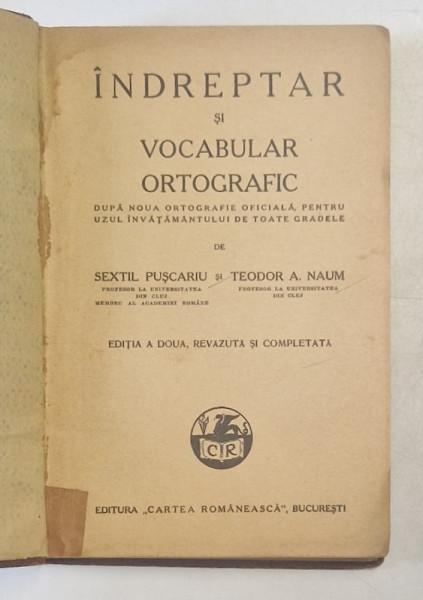 ÎNDREPTAR
ȘI
VOCABULAR
ORTOGRAFIC
DUPĂ NOUA ORTOGRAFIE OFICIALĂ, PENTRU
UZUL ÎNVĂȚĂMÂNTULUI DE TOATE GRADELE
DE
SEXTIL PUȘCARIU ȘI TEODOR A. NAUM
PROFESOR LA UNIVERSITATEA PROFESOR LA UNIVERSITATEA
DIN CLUJ DIN CLUJ
MEMBRU AL ACADEMIEI ROMÂNE
EDIȚIA A DOUA, REVĂZUTĂ ȘI COMPLETATĂ
C R
EDITURA „CARTEA ROMÂNEASCĂ”, BUCUREȘTI